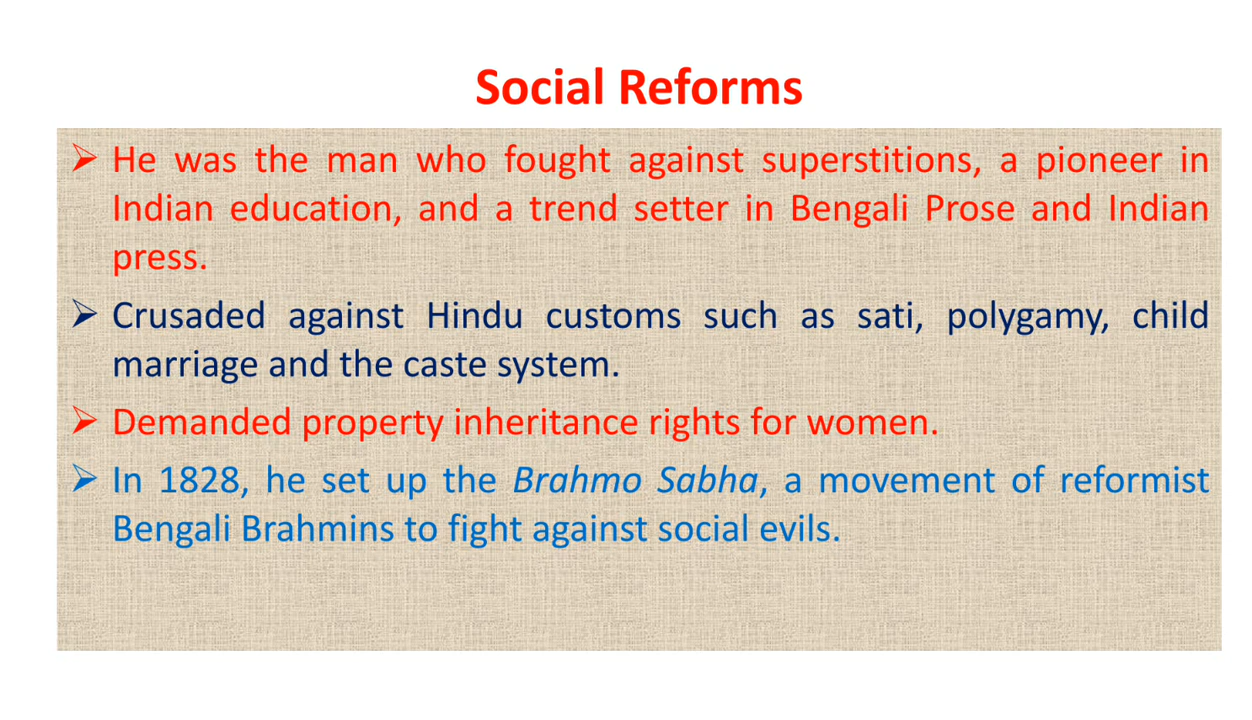 Social Reforms
➢ He was the man who fought against superstitions, a pioneer in
Indian education, and a trend setter in Bengali Prose and Indian
press.
➢ Crusaded against Hindu customs such as sati, polygamy, child
marriage and the caste system.
➢ Demanded property inheritance rights for women.
➢ In 1828, he set up the Brahmo Sabha, a movement of reformist
Bengali Brahmins to fight against social evils.